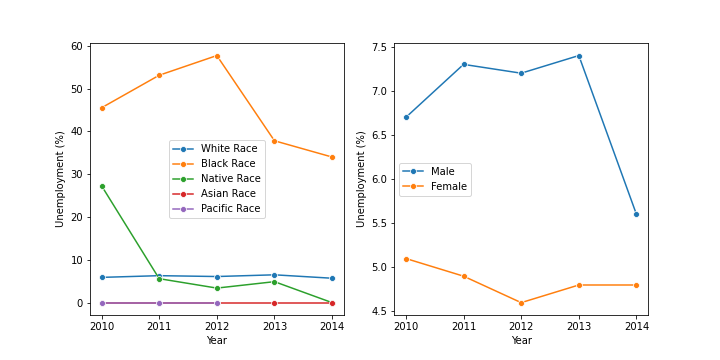 60
50
40
30
20
10
0
Unemployment (%)
White Race
Black Race
Native Race
Asian Race
Pacific Race
2010 2011 2012 2013 2014
Year
7.5
7.0
6.5
6.0
5.5
5.0
4.5
Unemployment (%)
Male
Female
2010 2011 2012 2013 2014
Year